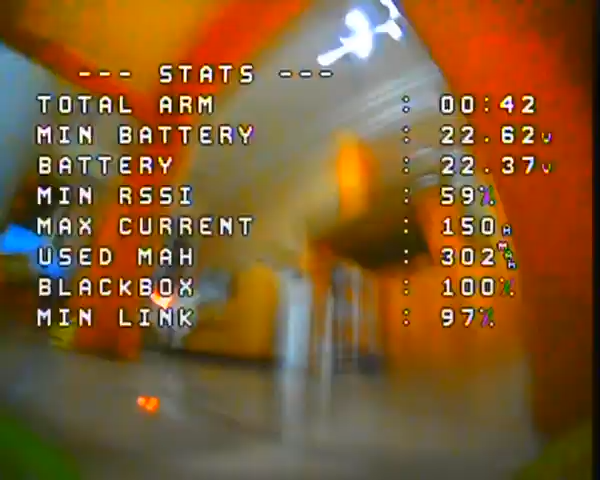 --- STATS ---
TOTAL ARM : 00:42
MIN BATTERY : 22.62V
BATTERY : 22.37V
MIN RSSI : 59%
MAX CURRENT : 150A
USED MAH : 302MAH
BLACKBOX : 100%
MIN LINK : 97%